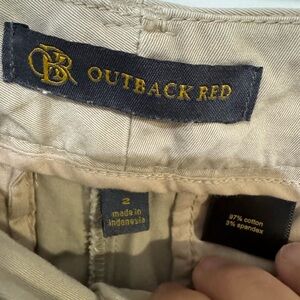 OBR
OUTBACK RED
2
made in
Indonesia
97% cotton
3% spandex